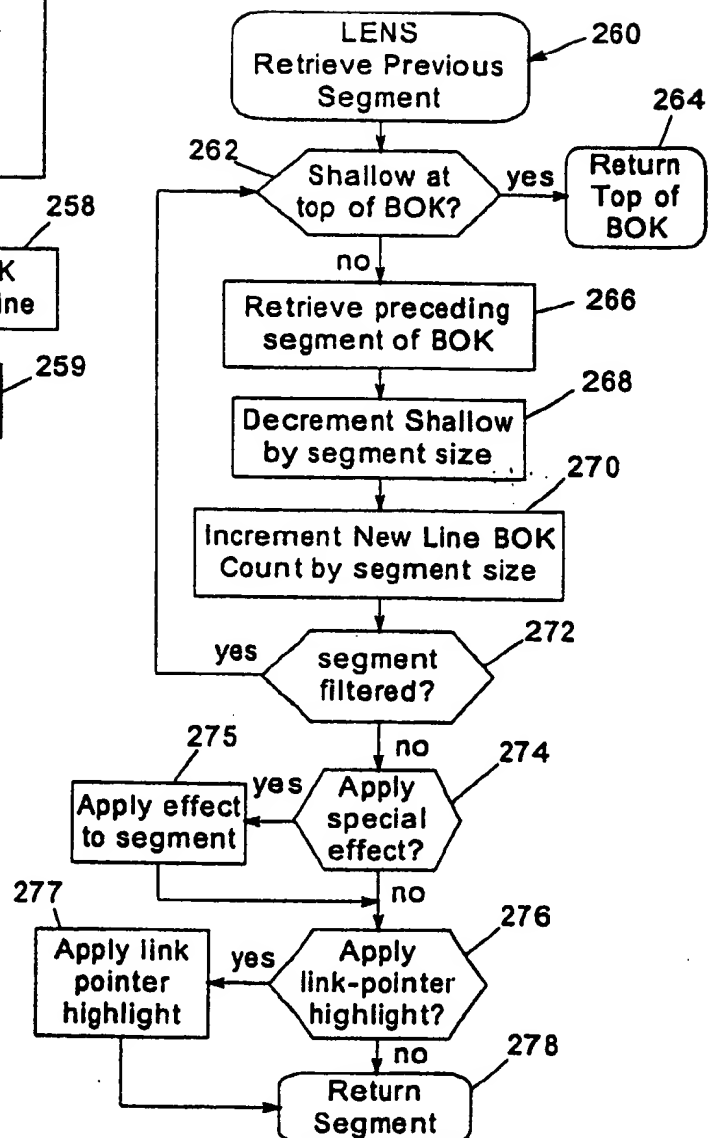 LENS
Retrieve Previous
Segment
260
262
Shallow at
top of BOK?
yes
264
Return
Top of
BOK
258
K
ine
no
Retrieve preceding
segment of BOK
266
259
Decrement Shallow
by segment size
268
270
Increment New Line BOK
Count by segment size
yes
segment
filtered?
272
no
275
Apply effect
to segment
yes
Apply
special
effect?
274
no
277
Apply link
pointer
highlight
yes
Apply
link-pointer
highlight?
276
no
278
Return
Segment